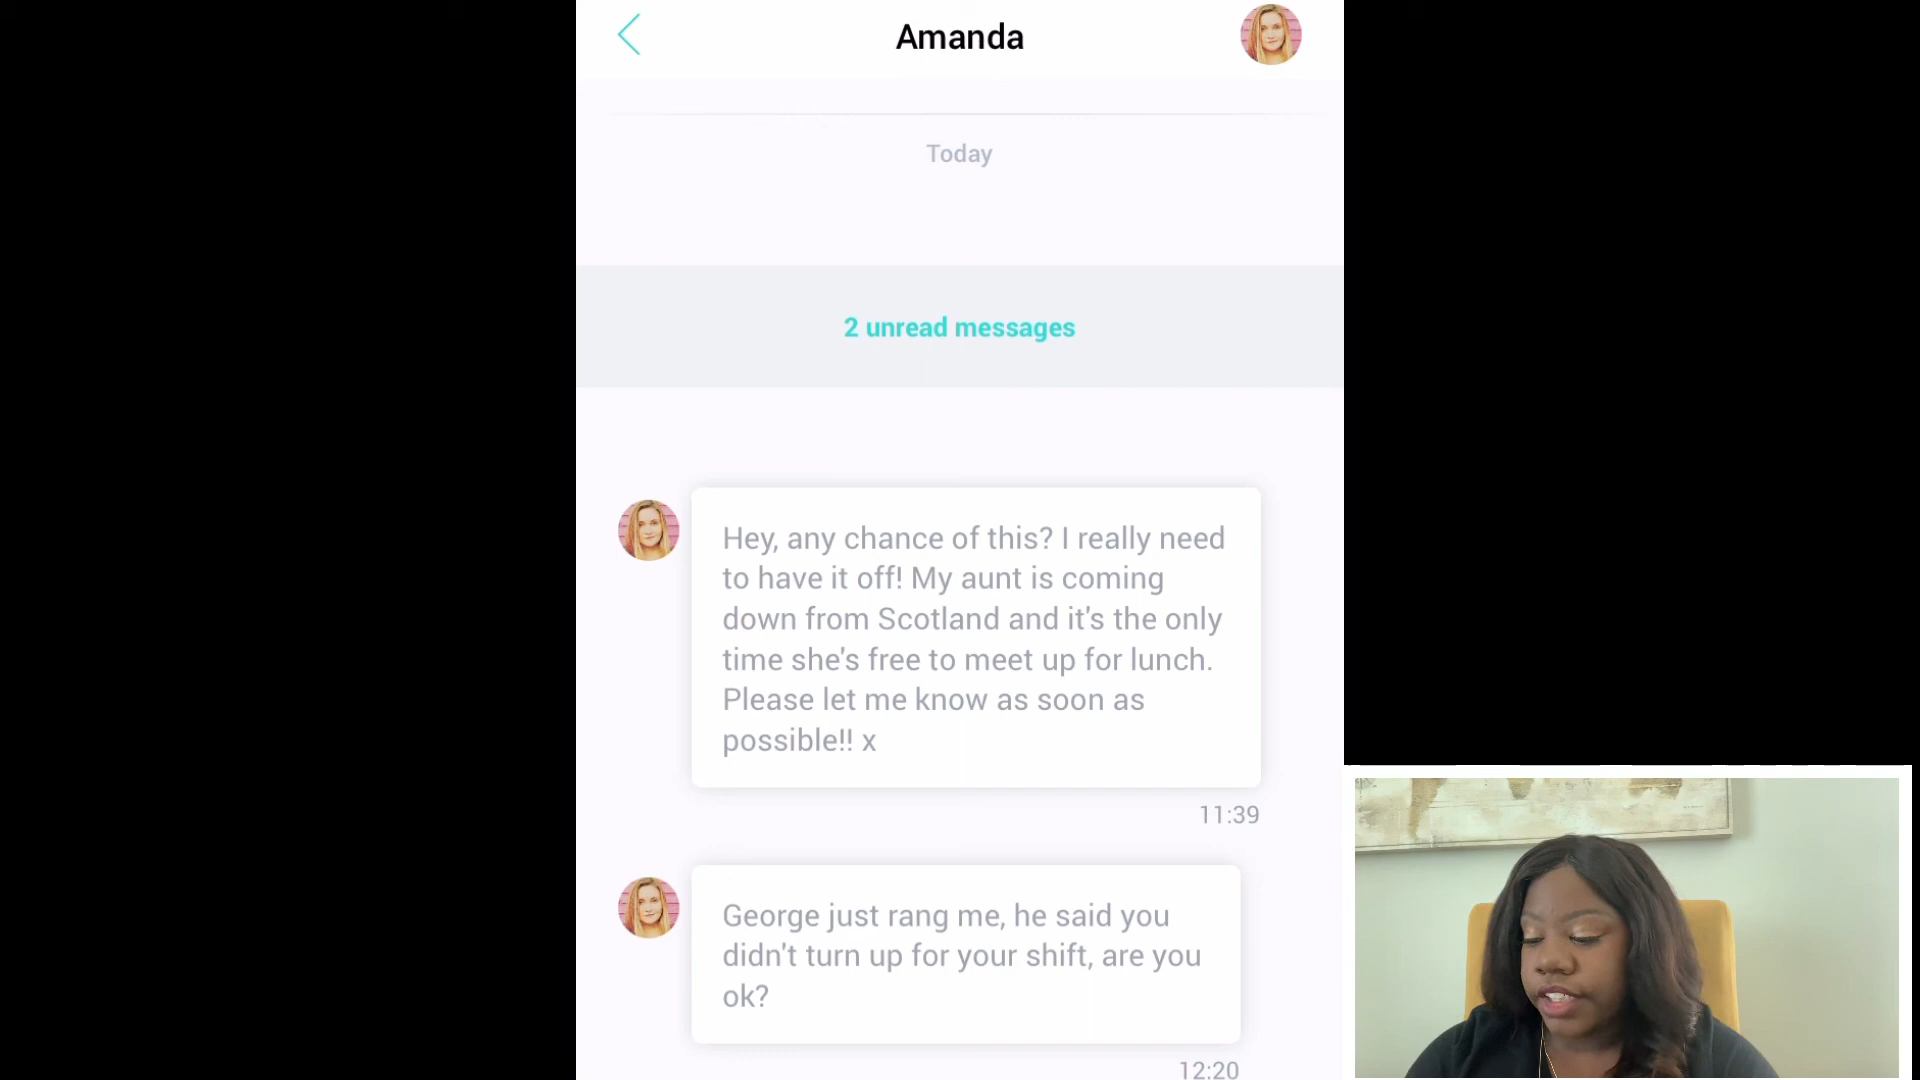 Amanda
Today
2 unread messages
Hey, any chance of this? I really need
to have it off! My aunt is coming
down from Scotland and it's the only
time she's free to meet up for lunch.
Please let me know as soon as
possible!! x
11:39
George just rang me, he said you
didn't turn up for your shift, are you
ok?
12:20